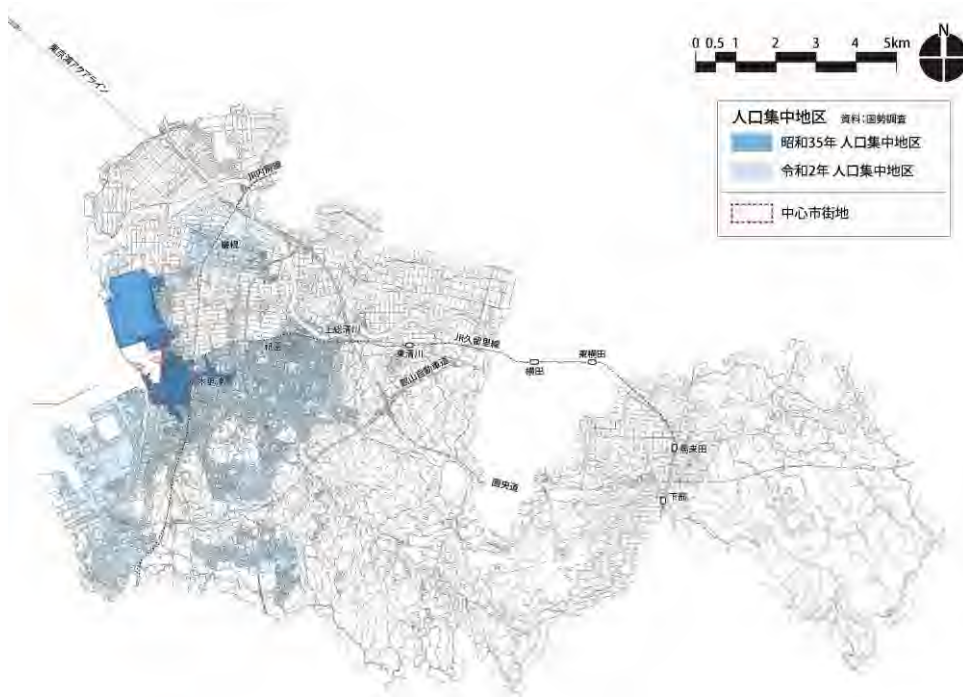 N
0 0.5 1 2 3 4 5km
人口集中地区 資料:国勢調査
昭和35年 人口集中地区
令和2年 人口集中地区
中心市街地
東京湾アクアライン
JR内房線
巌根
上総清川
祇園
JR久留里線
東清川
横田
東横田
館山自動車道
木更津
馬来田
圏央道
下郡